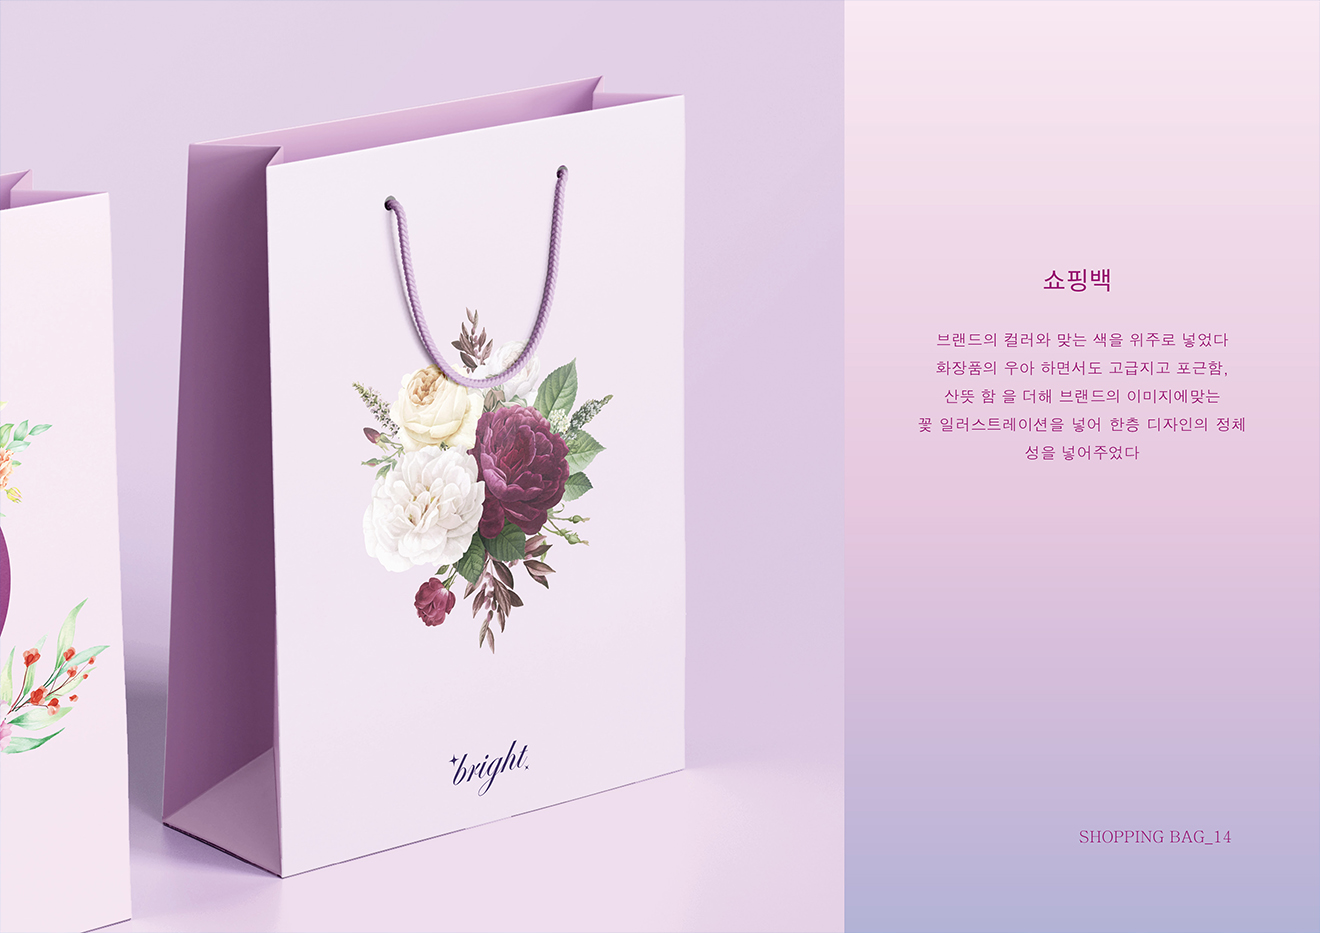 쇼핑백
브랜드의 컬러와 맞는 색을 위주로 넣었다
화장품의 우아 하면서도 고급지고 포근함,
산뜻 함 을 더해 브랜드의 이미지에맞는
꽃 일러스트레이션을 넣어 한층 디자인의 정체
성을 넣어주었다
bright
SHOPPING BAG_14